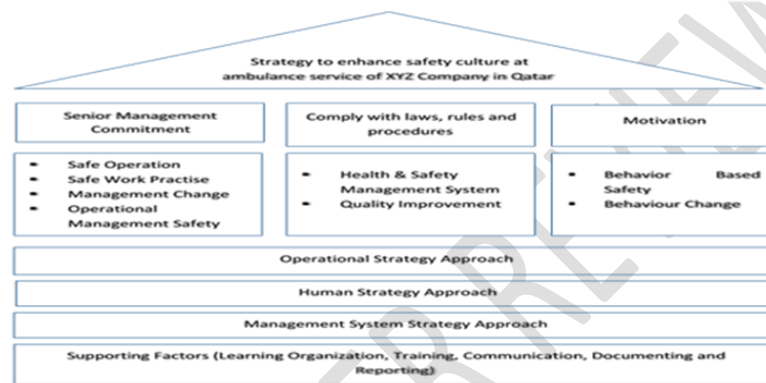 Strategy to enhance safety culture at
ambulance service of XYZ Company in Qatar
Senior Management
Commitment
Comply with laws, rules and
procedures
Motivation
• Safe Operation
• Safe Work Practise
• Management Change
• Operational
Management Safety
• Health & Safety
Management System
• Quality Improvement
• Behavior Based
Safety
• Behaviour Change
Operational Strategy Approach
Human Strategy Approach
Management System Strategy Approach
Supporting Factors (Learning Organization, Training, Communication, Documenting and
Reporting)